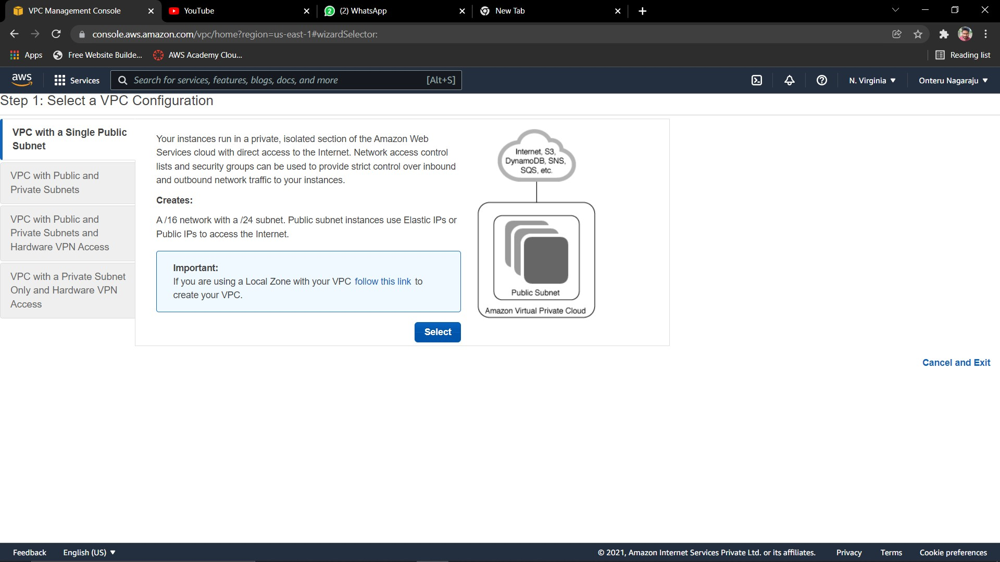 VPC Management Console
YouTube
(2) WhatsApp
New Tab
console.aws.amazon.com/vpc/home?region=us-east-1#wizardSelector:
Apps
Free Website Builde...
AWS Academy Clou...
Reading list
aws
Services
Search for services, features, blogs, docs, and more
[Alt+S]
N. Virginia
Onteru Nagaraju
Step 1: Select a VPC Configuration
VPC with a Single Public
Subnet
VPC with Public and
Private Subnets
VPC with Public and
Private Subnets and
Hardware VPN Access
VPC with a Private Subnet
Only and Hardware VPN
Access
Your instances run in a private, isolated section of the Amazon Web
Services cloud with direct access to the Internet. Network access control
lists and security groups can be used to provide strict control over inbound
and outbound network traffic to your instances.
Creates:
A /16 network with a /24 subnet. Public subnet instances use Elastic IPs or
Public IPs to access the Internet.
Important:
If you are using a Local Zone with your VPC follow this link to
create your VPC.
Select
Internet, S3,
DynamoDB, SNS,
SQS, etc.
Public Subnet
Amazon Virtual Private Cloud
Cancel and Exit
Feedback
English (US)
© 2021, Amazon Internet Services Private Ltd. or its affiliates.
Privacy
Terms
Cookie preferences